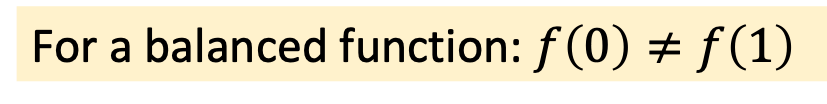 For a balanced function: f(0) ≠ f(1)